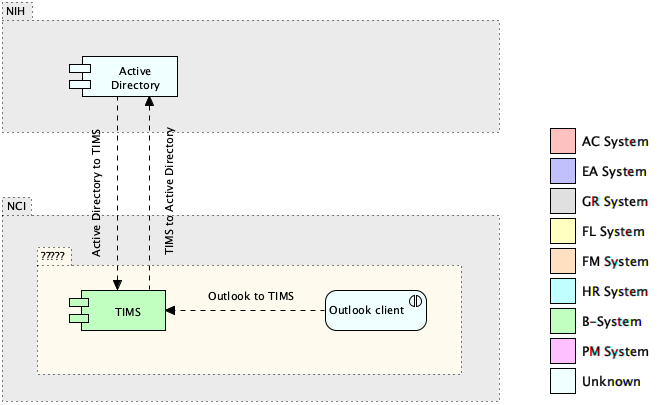 NIH
Active
Directory
Active Directory to TIMS
TIMS to Active Directory
NCI
?????
TIMS
Outlook to TIMS
Outlook client
AC System
EA System
GR System
FL System
FM System
HR System
B-System
PM System
Unknown